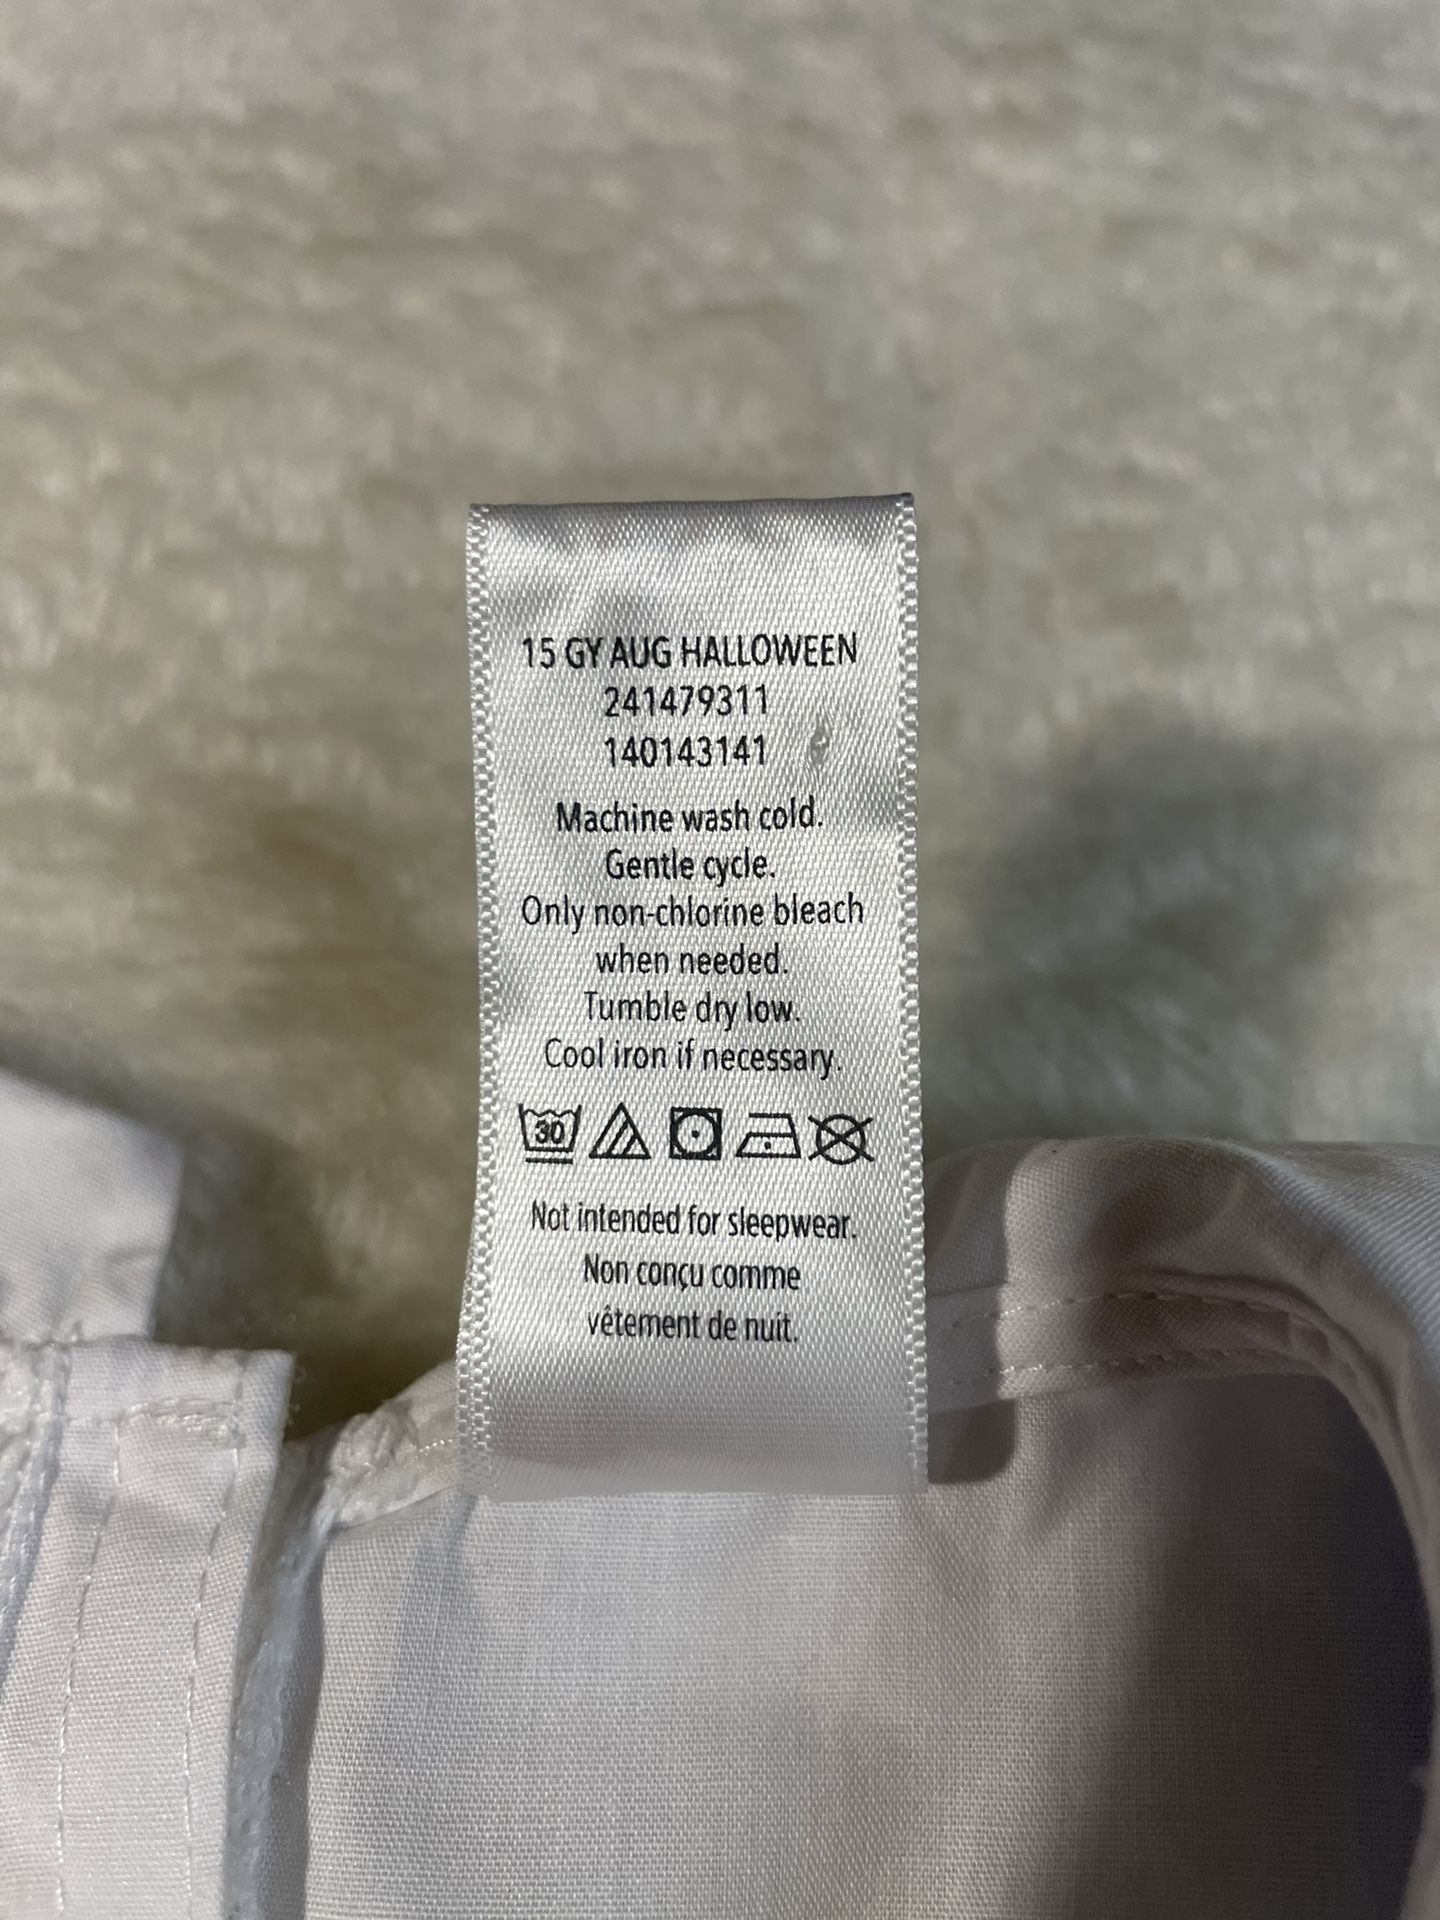 15 GY AUG HALLOWEEN
241479311
140143141
Machine wash cold.
Gentle cycle.
Only non-chlorine bleach
when needed.
Tumble dry low.
Cool iron if necessary.
30
Not intended for sleepwear.
Non conçu comme
vêtement de nuit.